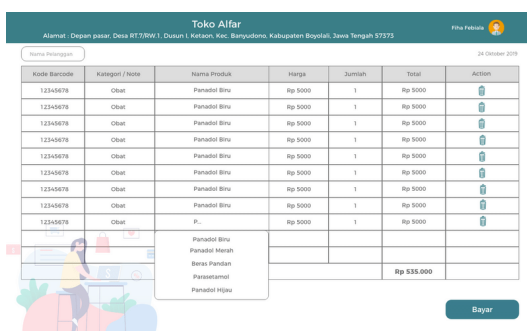 Toko Alfar
Alamat : Depan pasar, Desa RT.7/RW.1, Dusun I, Ketaon, Kec. Banyudono, Kabupaten Boyolali, Jawa Tengah 57373
Fiha Febiala
Nama Pelanggan
24 Oktober 2019
Kode Barcode Kategori / Note Nama Produk Harga Jumlah Total Action
12345678 Obat Panadol Biru Rp 5000 1 Rp 5000
12345678 Obat Panadol Biru Rp 5000 1 Rp 5000
12345678 Obat Panadol Biru Rp 5000 1 Rp 5000
12345678 Obat Panadol Biru Rp 5000 1 Rp 5000
12345678 Obat Panadol Biru Rp 5000 1 Rp 5000
12345678 Obat Panadol Biru Rp 5000 1 Rp 5000
12345678 Obat Panadol Biru Rp 5000 1 Rp 5000
12345678 Obat Panadol Biru Rp 5000 1 Rp 5000
12345678 Obat P... Rp 5000 1 Rp 5000
Panadol Biru
Panadol Merah
Beras Pandan
Parasetamol
Panadol Hijau
Rp 535.000
Bayar